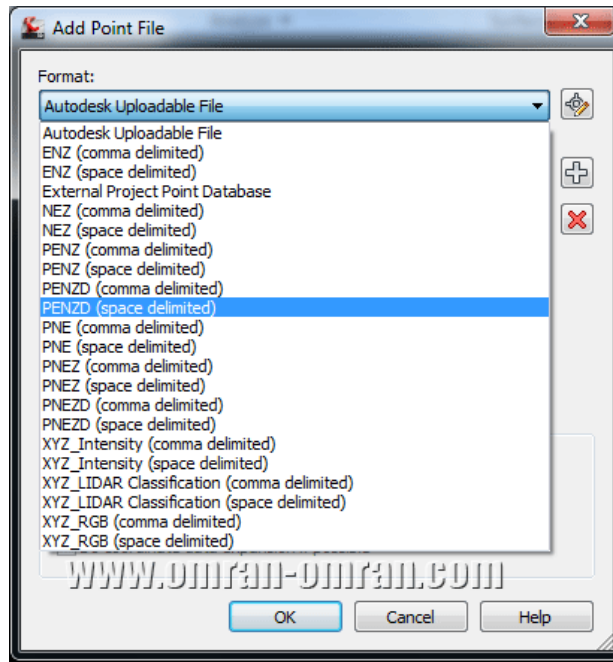 Add Point File
Format:
Autodesk Uploadable File
Autodesk Uploadable File
ENZ (comma delimited)
ENZ (space delimited)
External Project Point Database
NEZ (comma delimited)
NEZ (space delimited)
PENZ (comma delimited)
PENZ (space delimited)
PENZD (comma delimited)
PENZD (space delimited)
PNE (comma delimited)
PNE (space delimited)
PNEZ (comma delimited)
PNEZ (space delimited)
PNEZD (comma delimited)
PNEZD (space delimited)
XYZ_Intensity (comma delimited)
XYZ_Intensity (space delimited)
XYZ_LIDAR Classification (comma delimited)
XYZ_LIDAR Classification (space delimited)
XYZ_RGB (comma delimited)
XYZ_RGB (space delimited)
www.omran-omran.com
OK Cancel Help